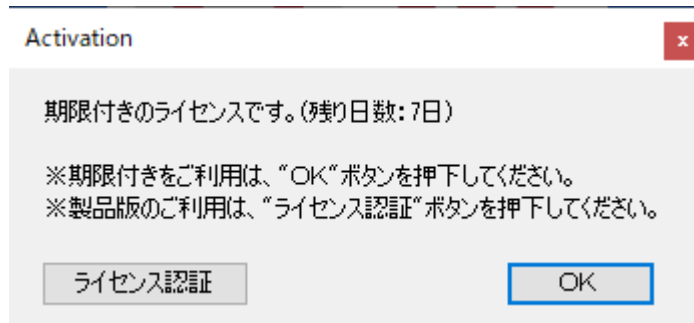 Activation
x
期限付きのライセンスです。(残り日数:7日)
※期限付きをご利用は、"OK"ボタンを押下してください。
※製品版のご利用は、"ライセンス認証"ボタンを押下してください。
ライセンス認証
OK